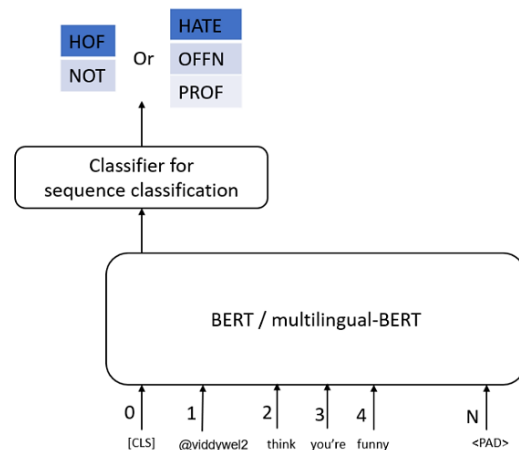 HOF
NOT
Or
HATE
OFFN
PROF
Classifier for
sequence classification
BERT / multilingual-BERT
0 1 2 3 4 N
[CLS] @viddywel2 think you're funny <PAD>